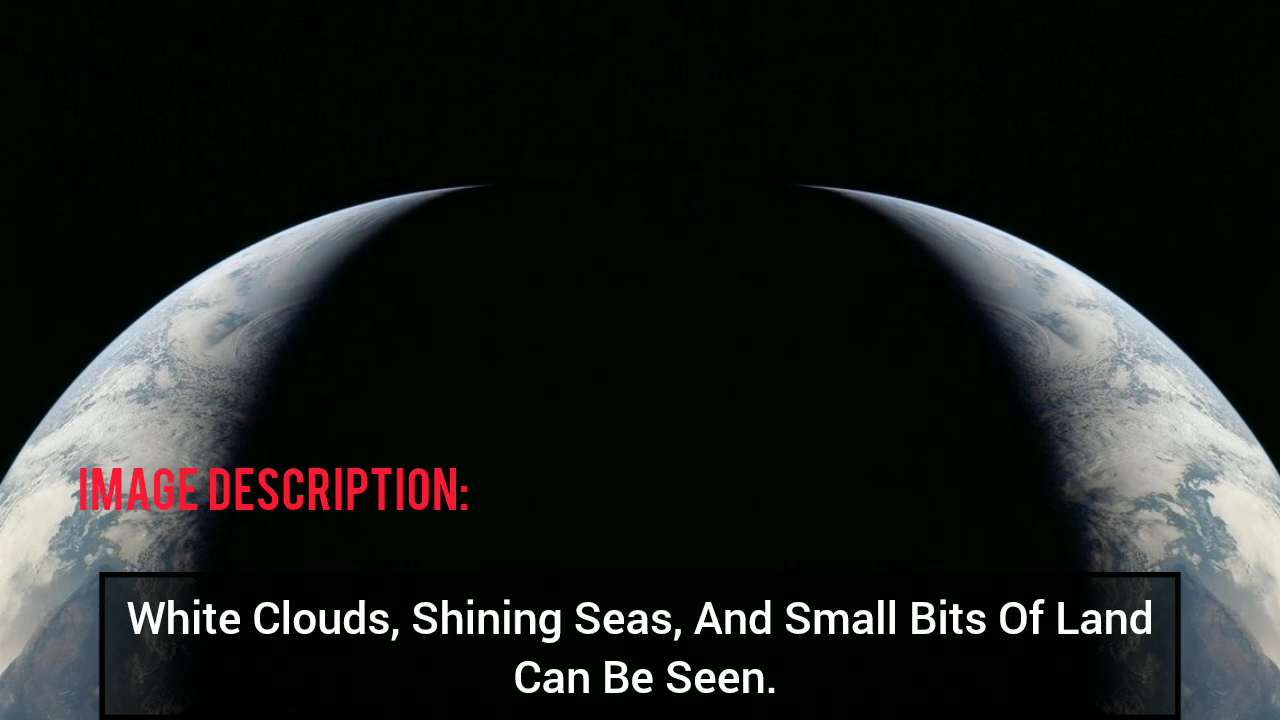 IMAGE DESCRIPTION:
White Clouds, Shining Seas, And Small Bits Of Land
Can Be Seen.